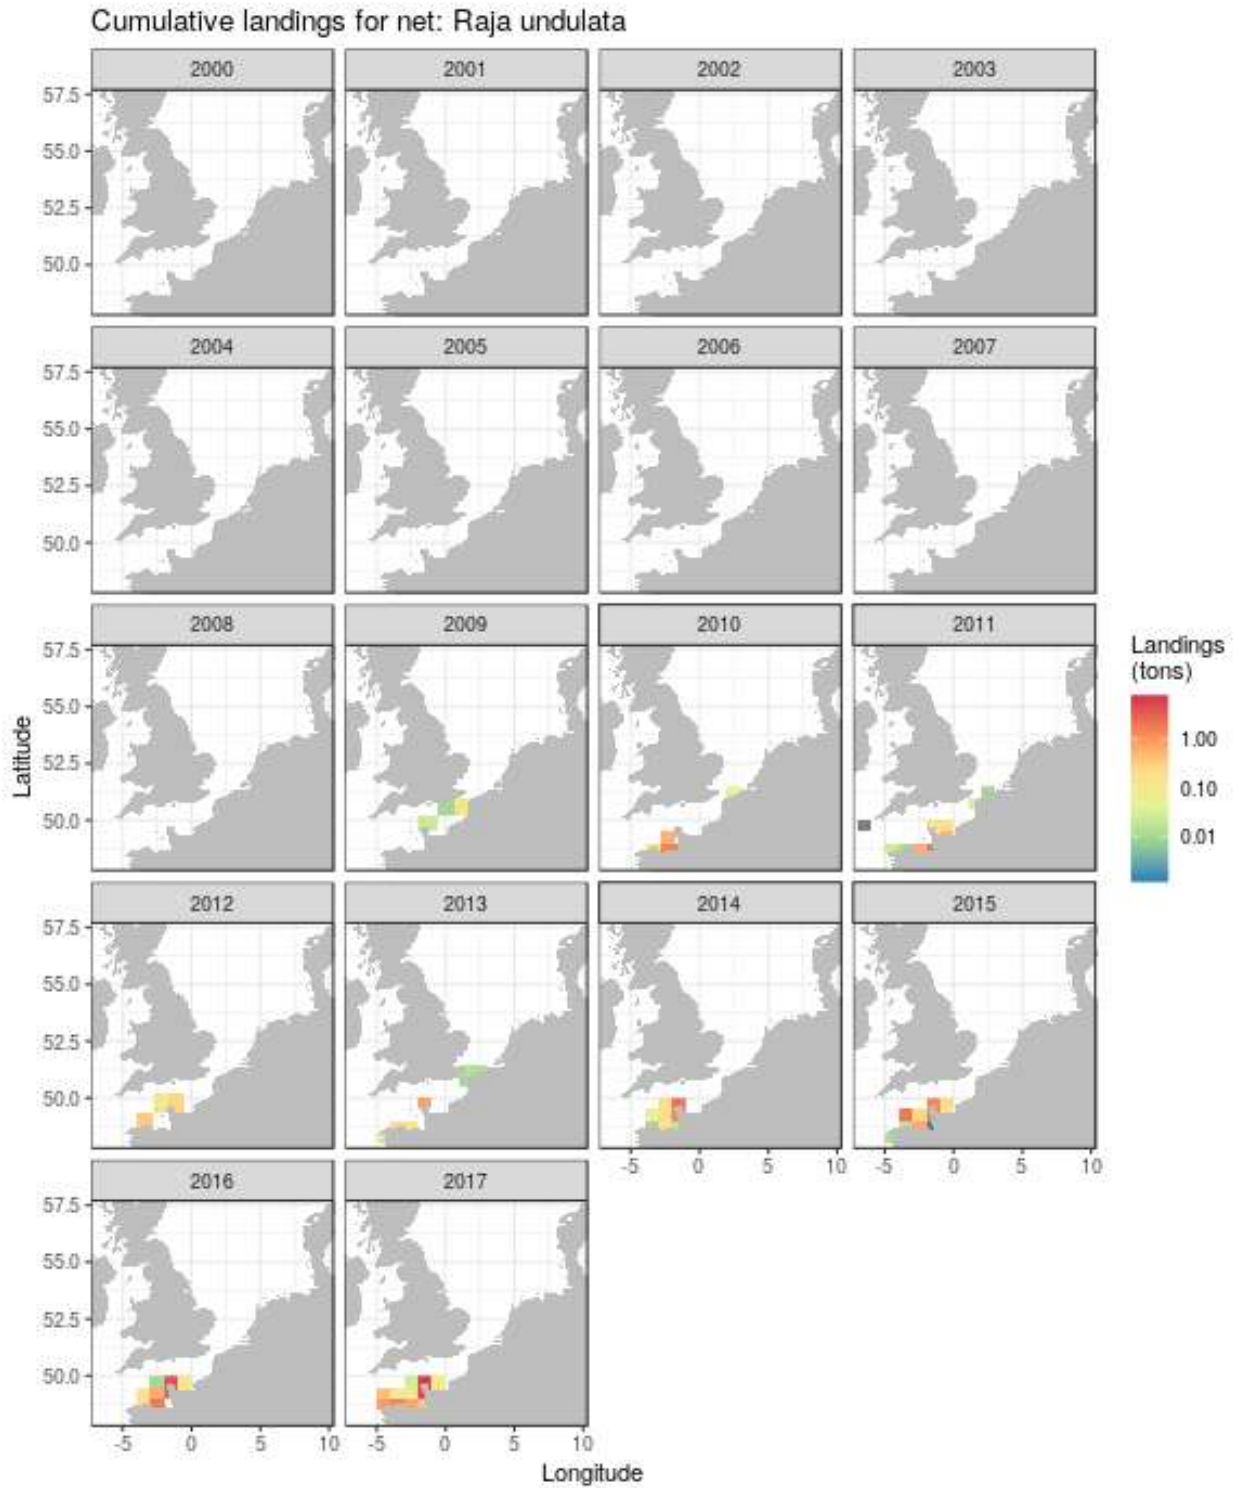 Cumulative landings for net: Raja undulata
2000 2001 2002 2003
57.5
55.0
52.5
50.0
2004 2005 2006 2007
57.5
55.0
52.5
50.0
2008 2009 2010 2011
57.5
55.0
52.5
50.0
Latitude
Landings
(tons)
1.00
0.10
0.01
2012 2013 2014 2015
57.5
55.0
52.5
50.0
-5 0 5 10 -5 0 5 10
2016 2017
57.5
55.0
52.5
50.0
-5 0 5 10 -5 0 5 10
Longitude